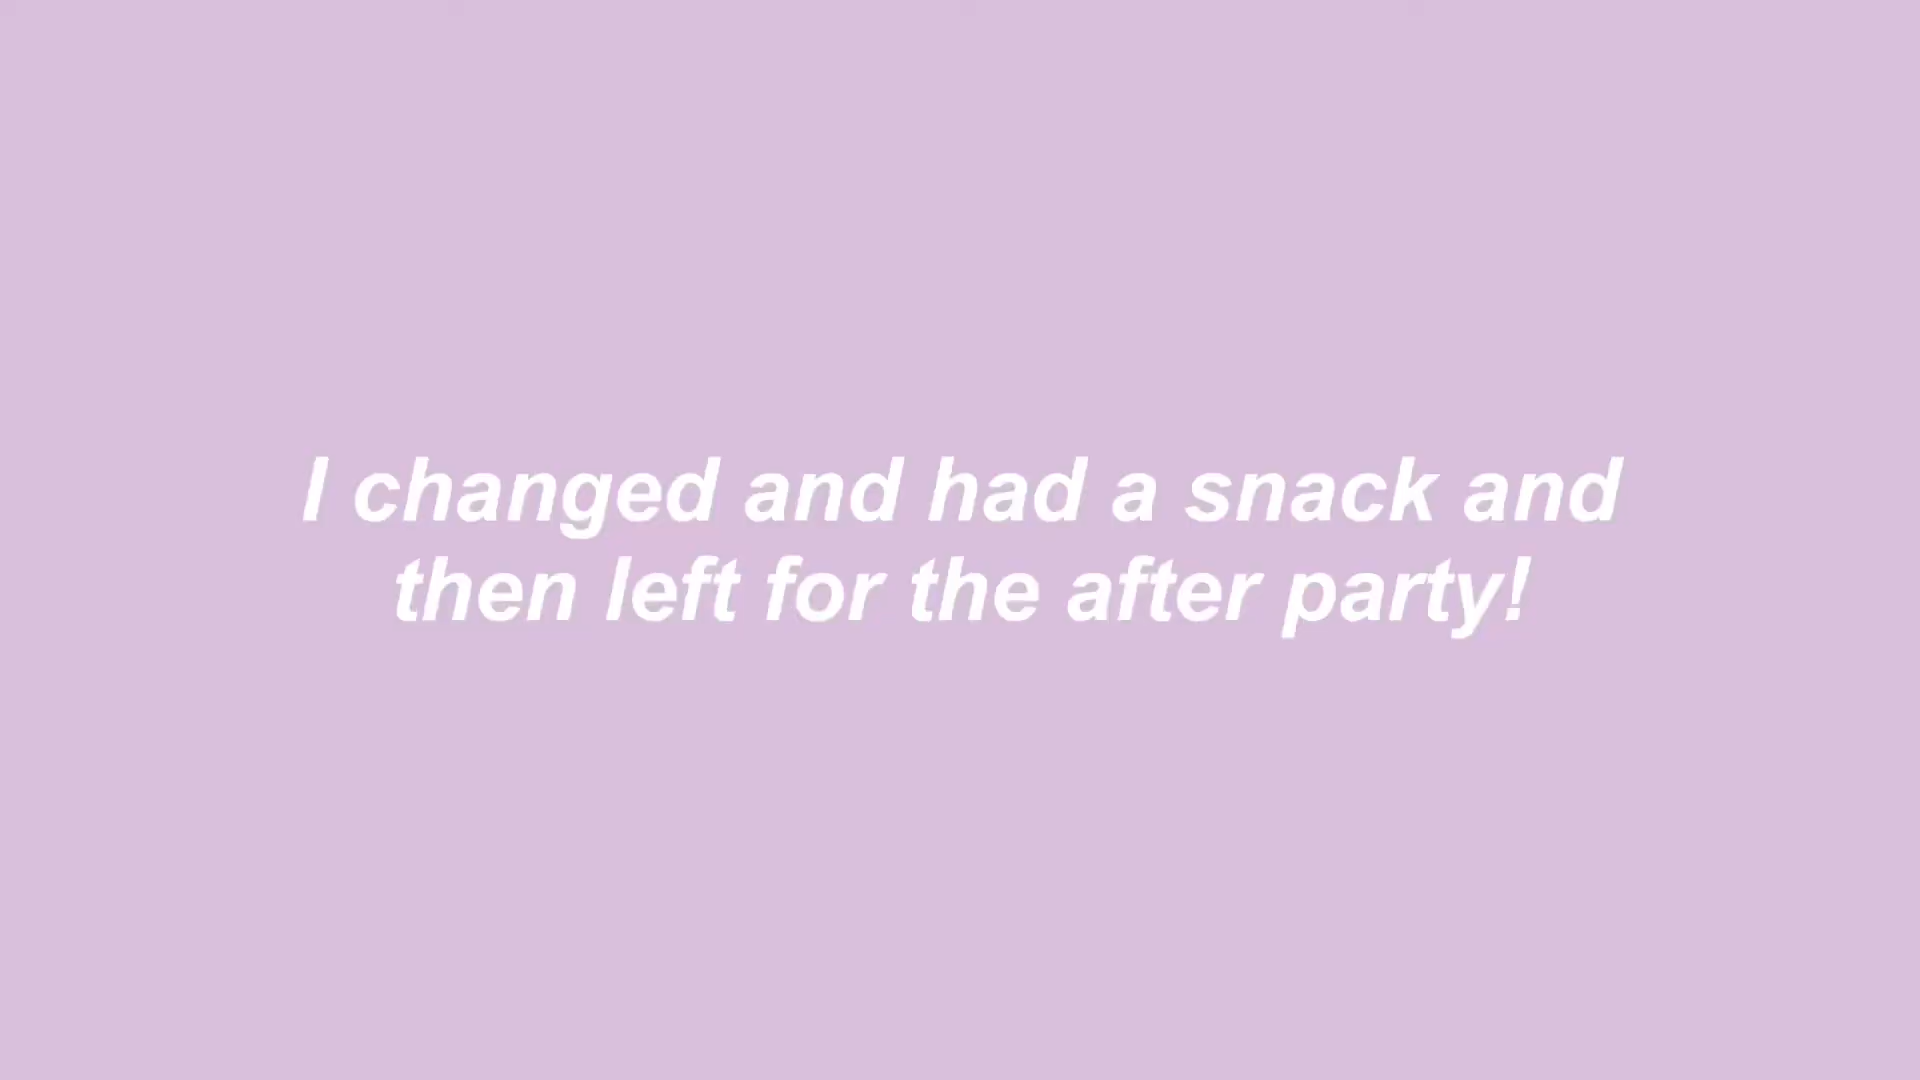 I changed and had a snack and
then left for the after party!